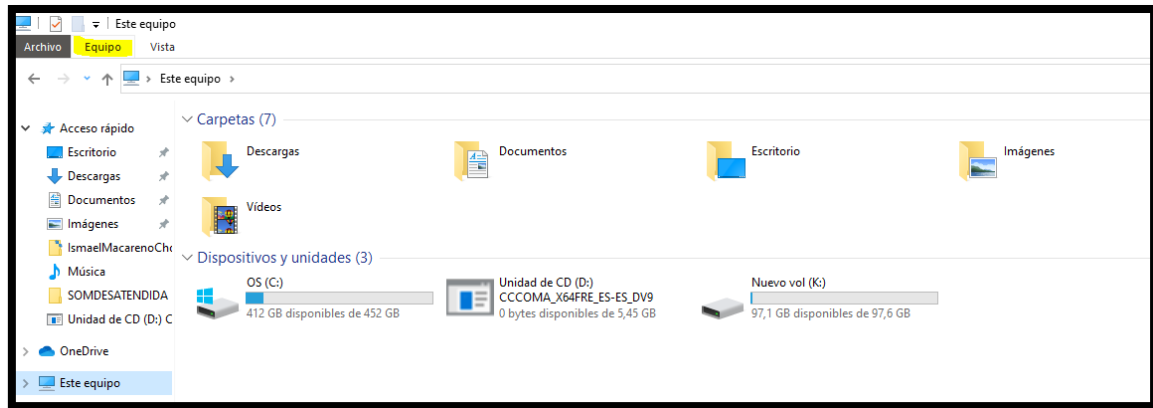 Este equipo
Archivo Equipo Vista
Este equipo
Acceso rápido
Escritorio
Descargas
Documentos
Imágenes
IsmaelMacarenoCh
Música
SOMDESATENDIDA
Unidad de CD (D:) C
OneDrive
Este equipo
Carpetas (7)
Descargas
Documentos
Escritorio
Imágenes
Vídeos
Dispositivos y unidades (3)
OS (C:)
412 GB disponibles de 452 GB
Unidad de CD (D:)
CCCOMA_X64FRE_ES-ES_DV9
0 bytes disponibles de 5,45 GB
Nuevo vol (K:)
97,1 GB disponibles de 97,6 GB